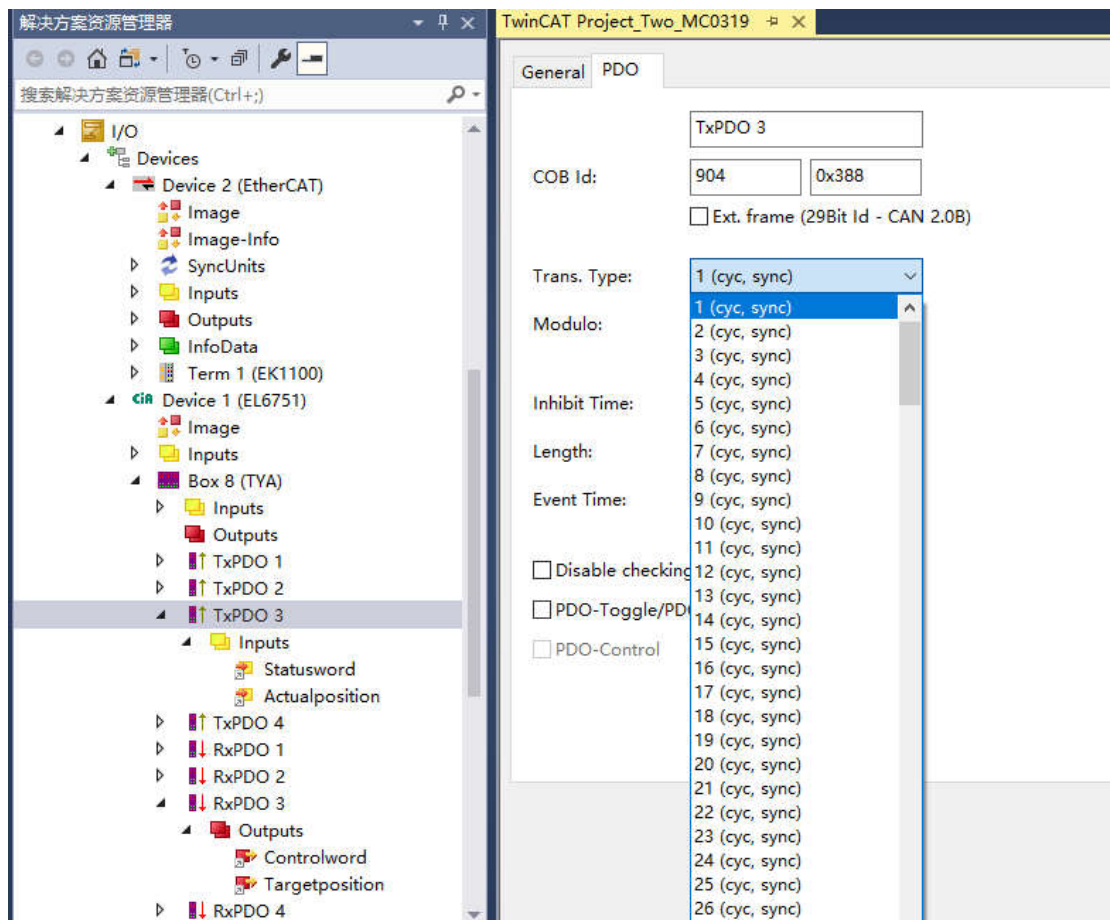 解决方案资源管理器
搜索解决方案资源管理器(Ctrl+;)
I/O
Devices
Device 2 (EtherCAT)
Image
Image-Info
SyncUnits
Inputs
Outputs
InfoData
Term 1 (EK1100)
CiA Device 1 (EL6751)
Image
Inputs
Box 8 (TYA)
Inputs
Outputs
TxPDO 1
TxPDO 2
TxPDO 3
Inputs
Statusword
Actualposition
TxPDO 4
RxPDO 1
RxPDO 2
RxPDO 3
Outputs
Controlword
Targetposition
RxPDO 4
TwinCAT Project_Two_MC0319
General PDO
TxPDO 3
COB Id: 904 0x388
Ext. frame (29Bit Id - CAN 2.0B)
Trans. Type: 1 (cyc, sync)
Modulo:
Inhibit Time:
Length:
Event Time:
Disable checking
PDO-Toggle/PD
PDO-Control
1 (cyc, sync)
2 (cyc, sync)
3 (cyc, sync)
4 (cyc, sync)
5 (cyc, sync)
6 (cyc, sync)
7 (cyc, sync)
8 (cyc, sync)
9 (cyc, sync)
10 (cyc, sync)
11 (cyc, sync)
12 (cyc, sync)
13 (cyc, sync)
14 (cyc, sync)
15 (cyc, sync)
16 (cyc, sync)
17 (cyc, sync)
18 (cyc, sync)
19 (cyc, sync)
20 (cyc, sync)
21 (cyc, sync)
22 (cyc, sync)
23 (cyc, sync)
24 (cyc, sync)
25 (cyc, sync)
26 (cyc, sync)